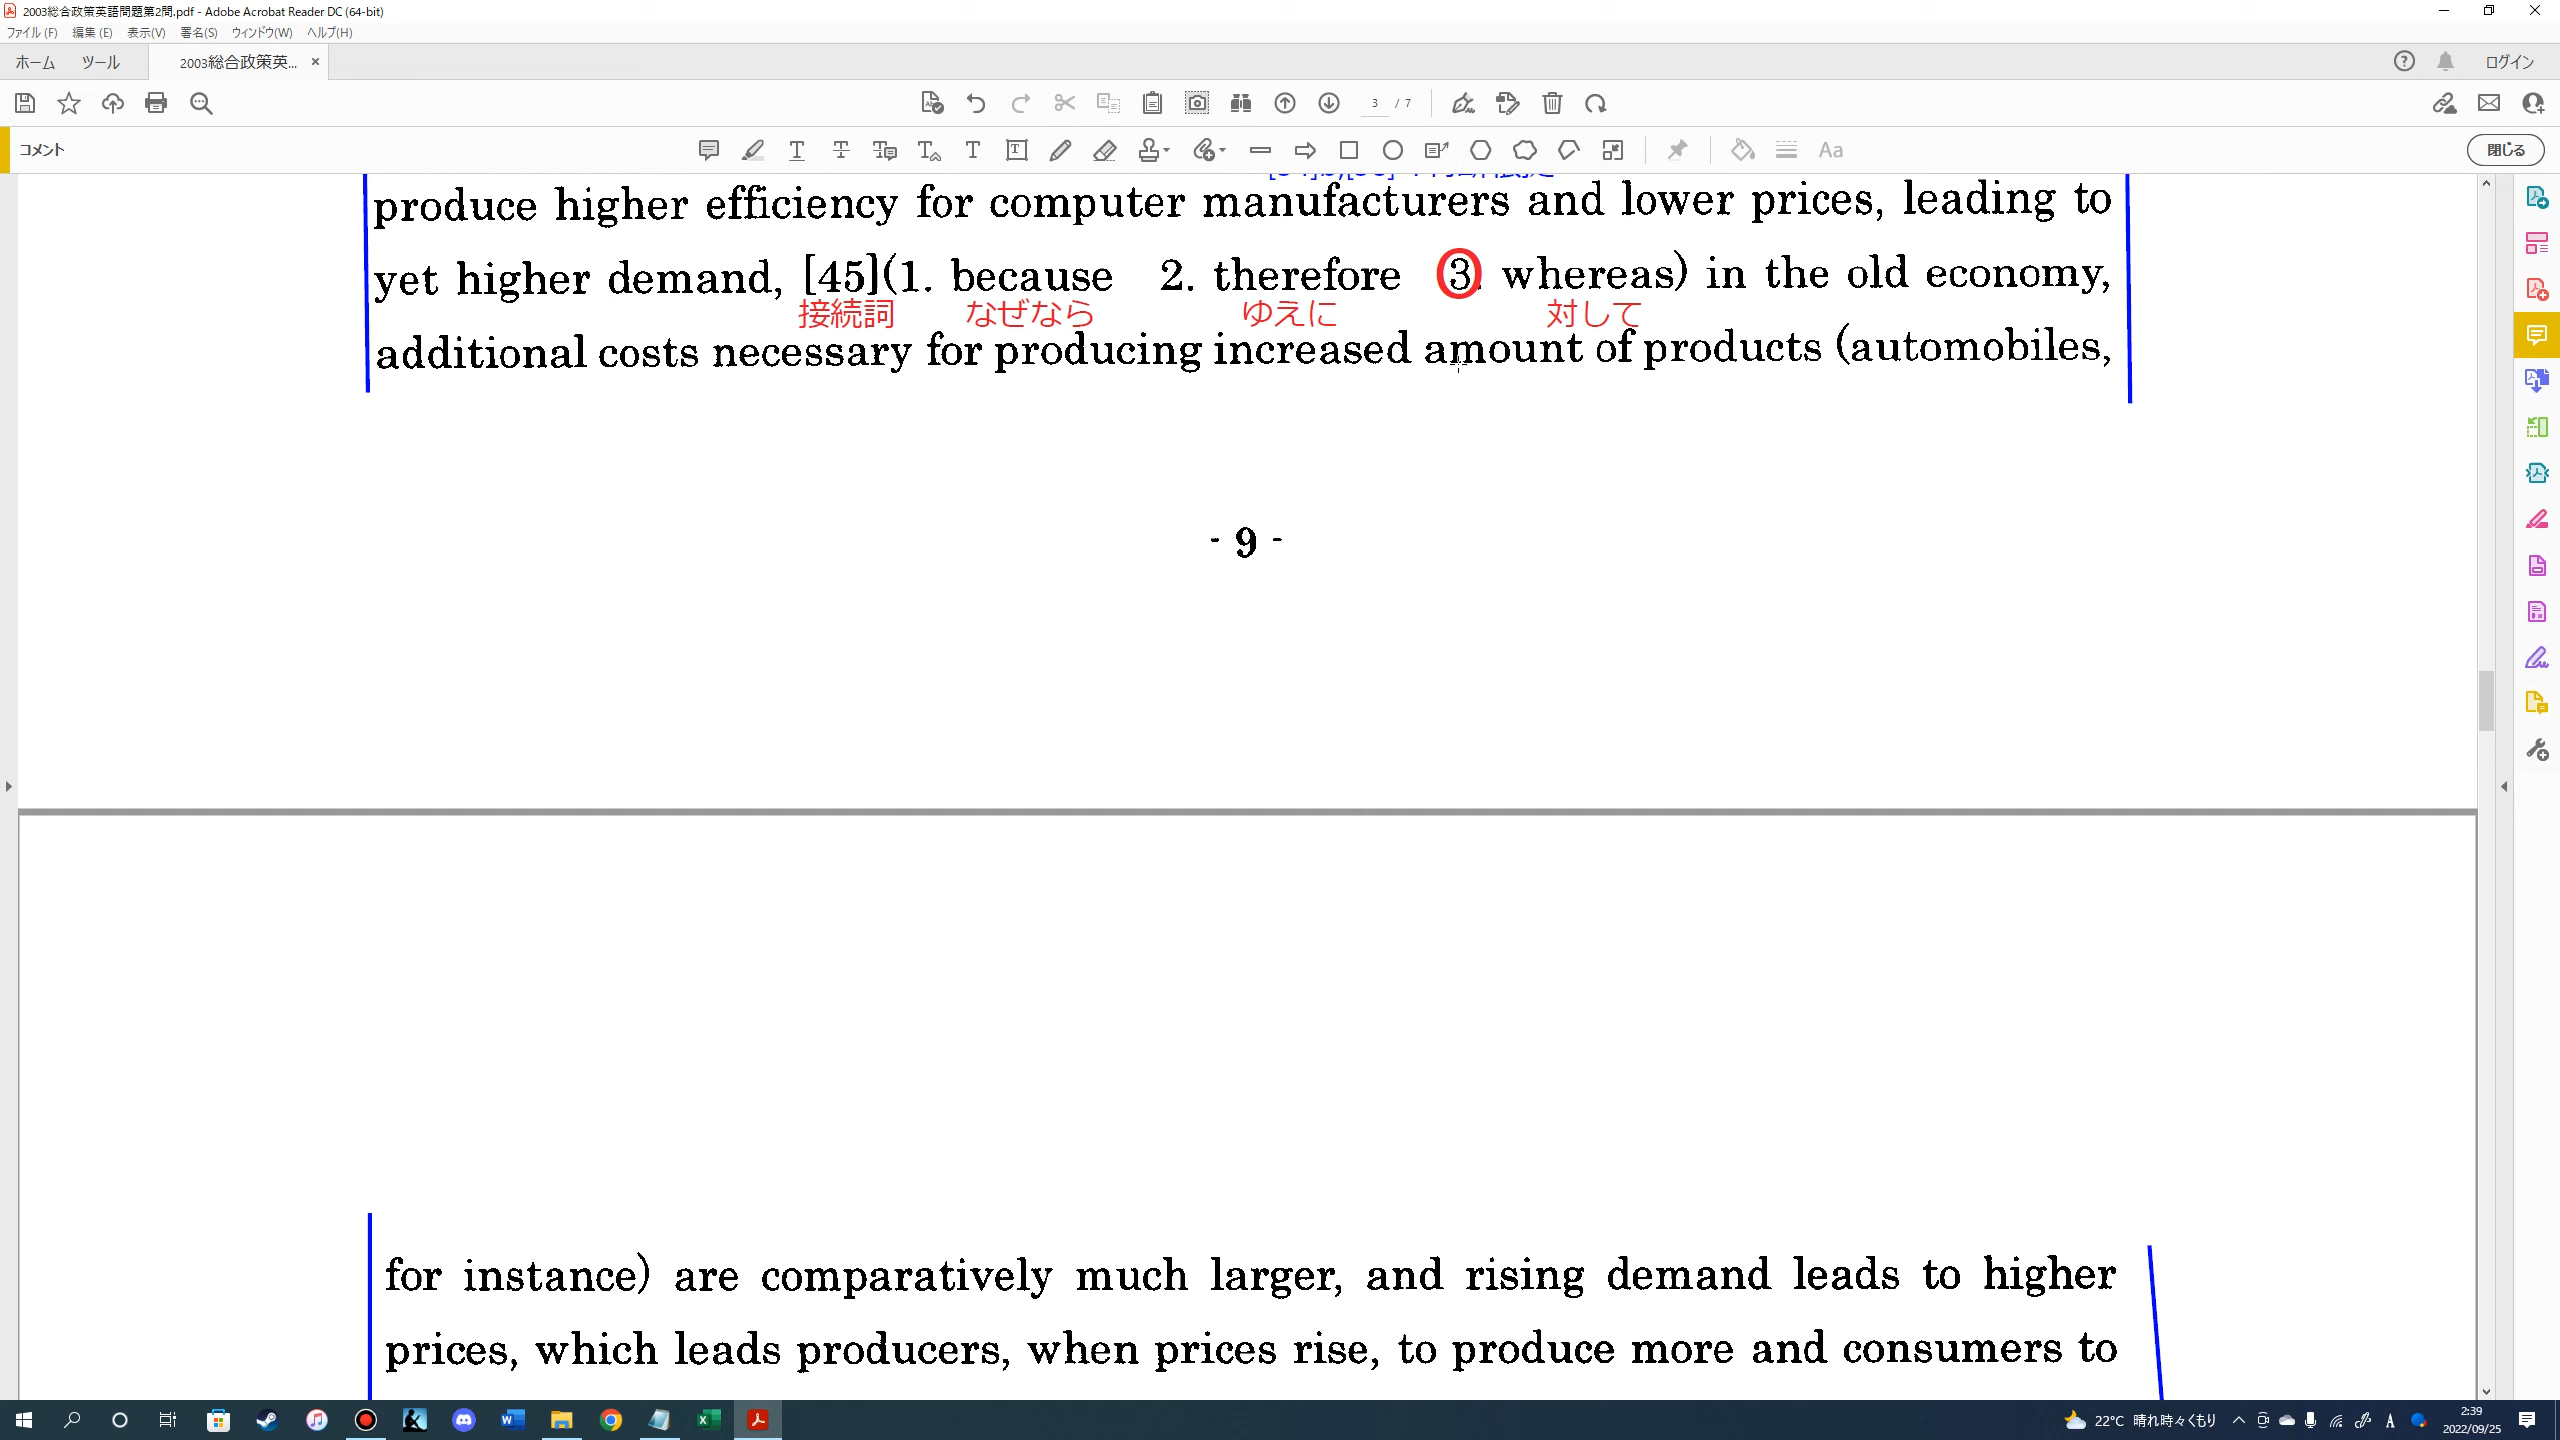 2003総合政策英語問題第2問.pdf - Adobe Acrobat Reader DC (64-bit)
ファイル(F) 編集(E) 表示(V) 署名(S) ウィンドウ(W) ヘルプ(H)
ホーム ツール 2003総合政策英... × ログイン
3 / 7
コメント 閉じる
produce higher efficiency for computer manufacturers and lower prices, leading to
yet higher demand, [45](1. because 2. therefore 3. whereas) in the old economy,
接続詞 なぜなら ゆえに 対して
additional costs necessary for producing increased amount of products (automobiles,
- 9 -
for instance) are comparatively much larger, and rising demand leads to higher
prices, which leads producers, when prices rise, to produce more and consumers to
22°C 晴れ時々くもり A 2:39
2022/09/25